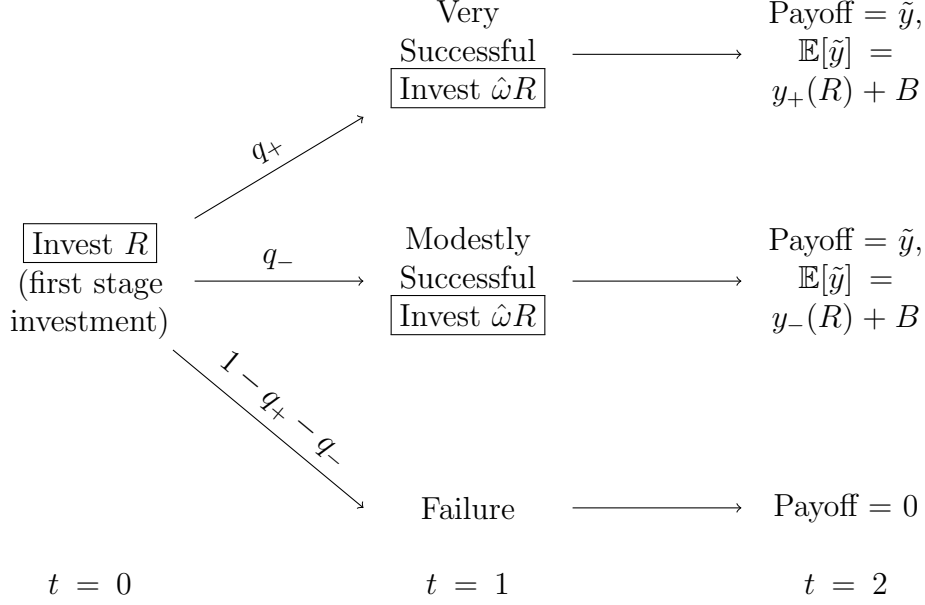 Very
Successful
Invest ω̂R
Payoff = ỹ,
𝔼[ỹ] =
y₊(R) + B
q₊
Invest R
(first stage
investment)
q₋
Modestly
Successful
Invest ω̂R
Payoff = ỹ,
𝔼[ỹ] =
y₋(R) + B
1 − q₊ − q₋
Failure
Payoff = 0
t = 0
t = 1
t = 2